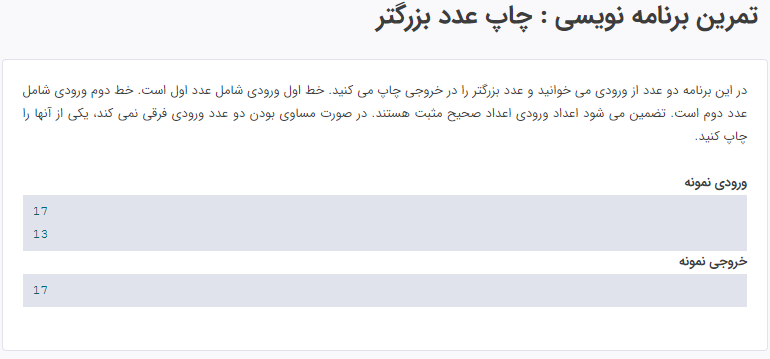 تمرین برنامه نویسی : چاپ عدد بزرگتر
در این برنامه دو عدد از ورودی می خوانید و عدد بزرگتر را در خروجی چاپ می کنید. خط اول ورودی شامل عدد اول است. خط دوم ورودی شامل
عدد دوم است. تضمین می شود اعداد ورودی اعداد صحیح مثبت هستند. در صورت مساوی بودن دو عدد ورودی فرقی نمی کند، یکی از آنها را
چاپ کنید.
ورودی نمونه
17
13
خروجی نمونه
17